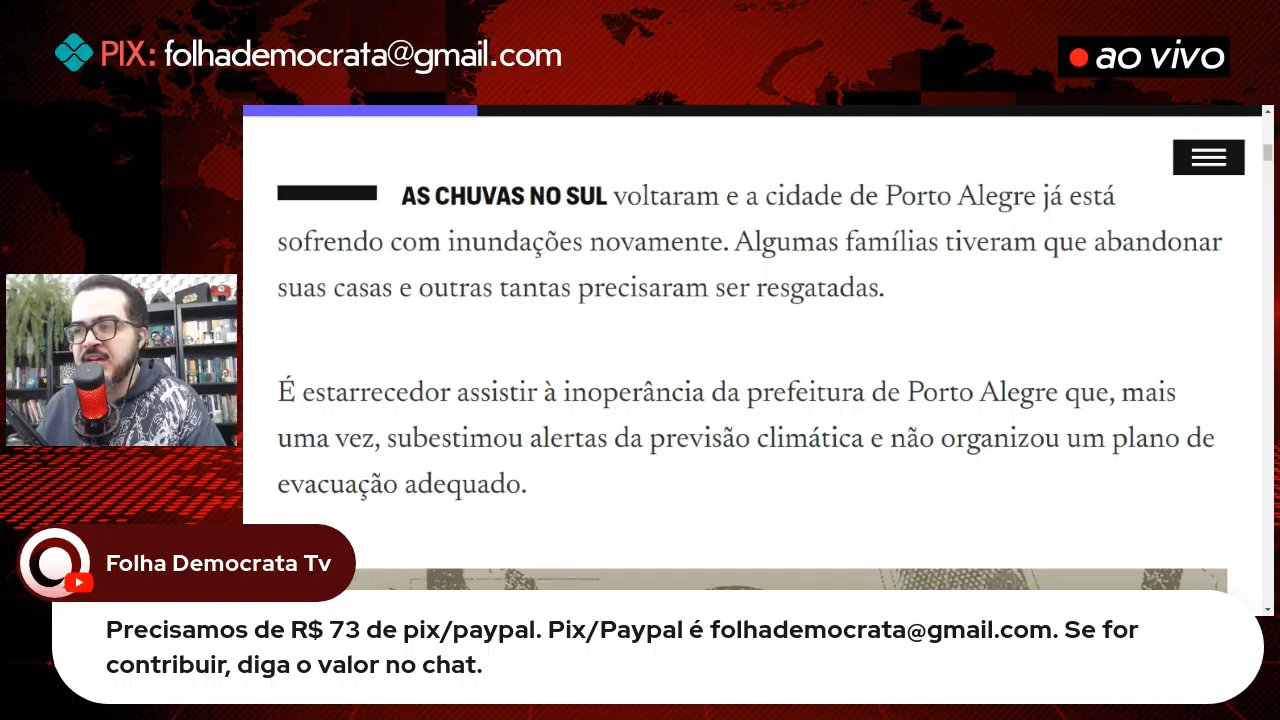 PIX: folhademocrata@gmail.com
ao vivo
AS CHUVAS NO SUL voltaram e a cidade de Porto Alegre já está
sofrendo com inundações novamente. Algumas famílias tiveram que abandonar
suas casas e outras tantas precisaram ser resgatadas.
É estarrecedor assistir à inoperância da prefeitura de Porto Alegre que, mais
uma vez, subestimou alertas da previsão climática e não organizou um plano de
evacuação adequado.
Folha Democrata Tv
Precisamos de R$ 73 de pix/paypal. Pix/Paypal é folhademocrata@gmail.com. Se for
contribuir, diga o valor no chat.